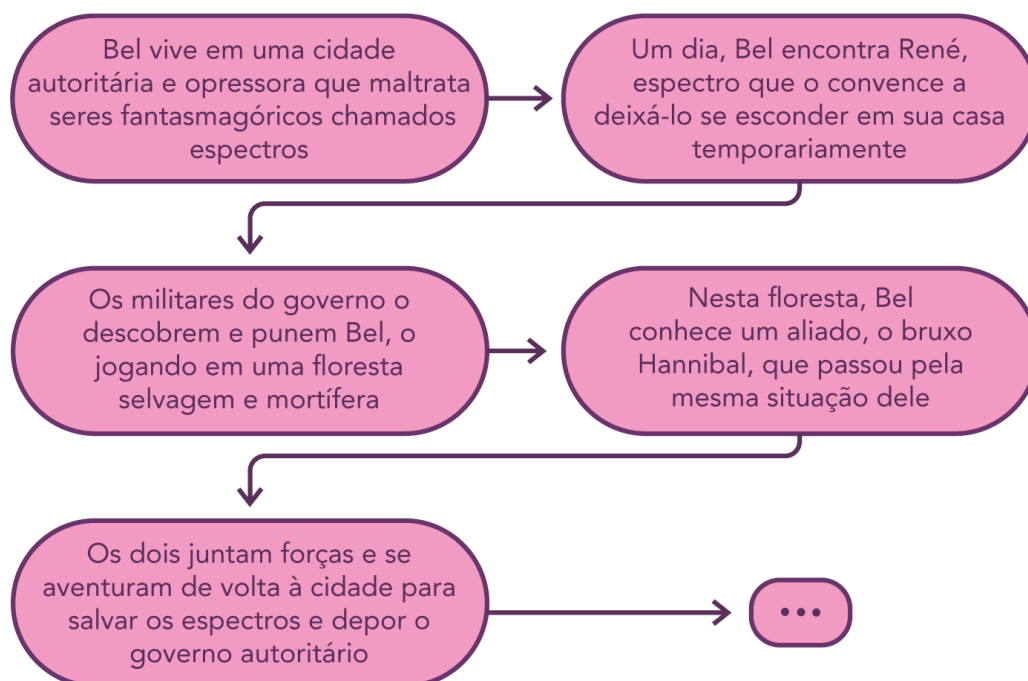 Bel vive em uma cidade
autoritária e opressora que maltrata
seres fantasmagóricos chamados
espectros
Um dia, Bel encontra René,
espectro que o convence a
deixá-lo se esconder em sua casa
temporariamente
Os militares do governo o
descobrem e punem Bel, o
jogando em uma floresta
selvagem e mortífera
Nesta floresta, Bel
conhece um aliado, o bruxo
Hannibal, que passou pela
mesma situação dele
Os dois juntam forças e se
aventuram de volta à cidade para
salvar os espectros e depor o
governo autoritário
...